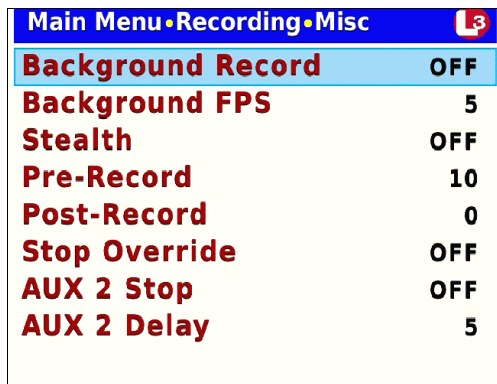 Main Menu•Recording•Misc L3
Background Record OFF
Background FPS 5
Stealth OFF
Pre-Record 10
Post-Record 0
Stop Override OFF
AUX 2 Stop OFF
AUX 2 Delay 5